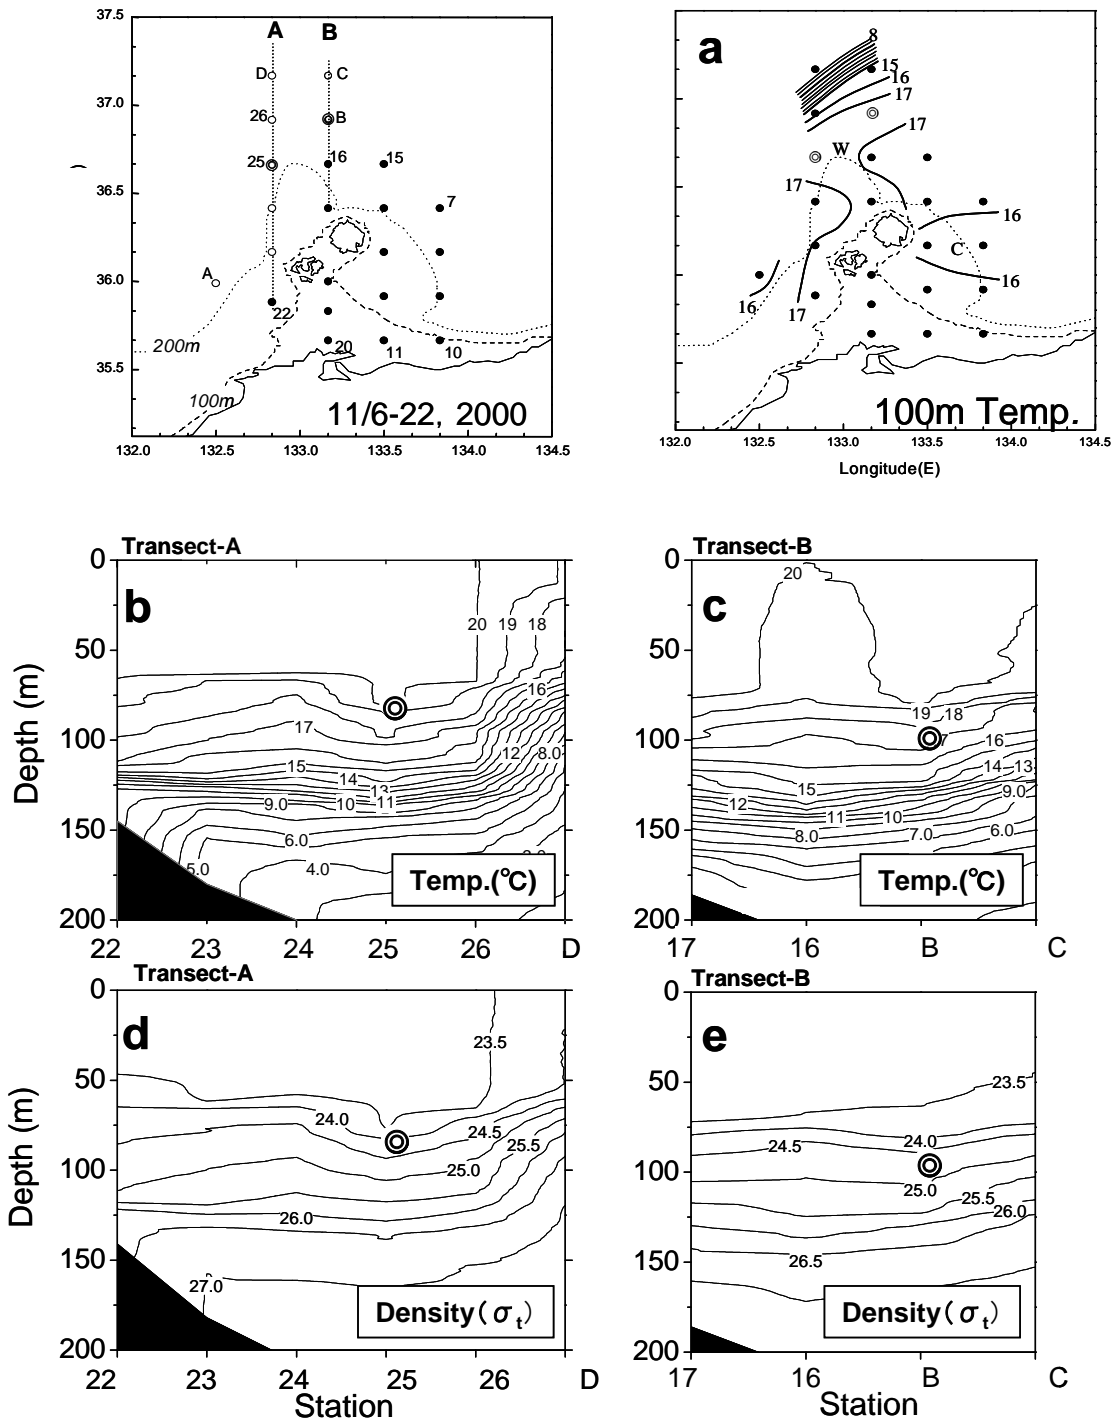 37.5
37.0
36.5
36.0
35.5
)
A B
D C
26 B
25 16 15
7
A
22
20 11 10
200m
100m
11/6-22, 2000
132.0 132.5 133.0 133.5 134.0 134.5
a
8
15
16
17
17
W
17
16
C
16
16
17
100m Temp.
132.0 132.5 133.0 133.5 134.0 134.5
Longitude(E)
Transect-A
b
0
50
100
150
200
Depth (m)
20 19 18
16
17
15
14
13
12
8.0
9.0 10 11
6.0
5.0
4.0
Temp.(℃)
22 23 24 25 26 D
Transect-B
c
0
50
100
150
200
20
19 18
7
16
15
14 13
12
11 10
9.0
8.0 7.0 6.0
Temp.(℃)
17 16 B C
Transect-A
d
0
50
100
150
200
Depth (m)
23.5
24.0
24.5
25.5
25.0
26.0
27.0
Density(σt)
22 23 24 25 26 D
Station
Transect-B
e
0
50
100
150
200
23.5
24.5 24.0
25.0
25.5
26.0
26.5
Density(σt)
17 16 B C
Station